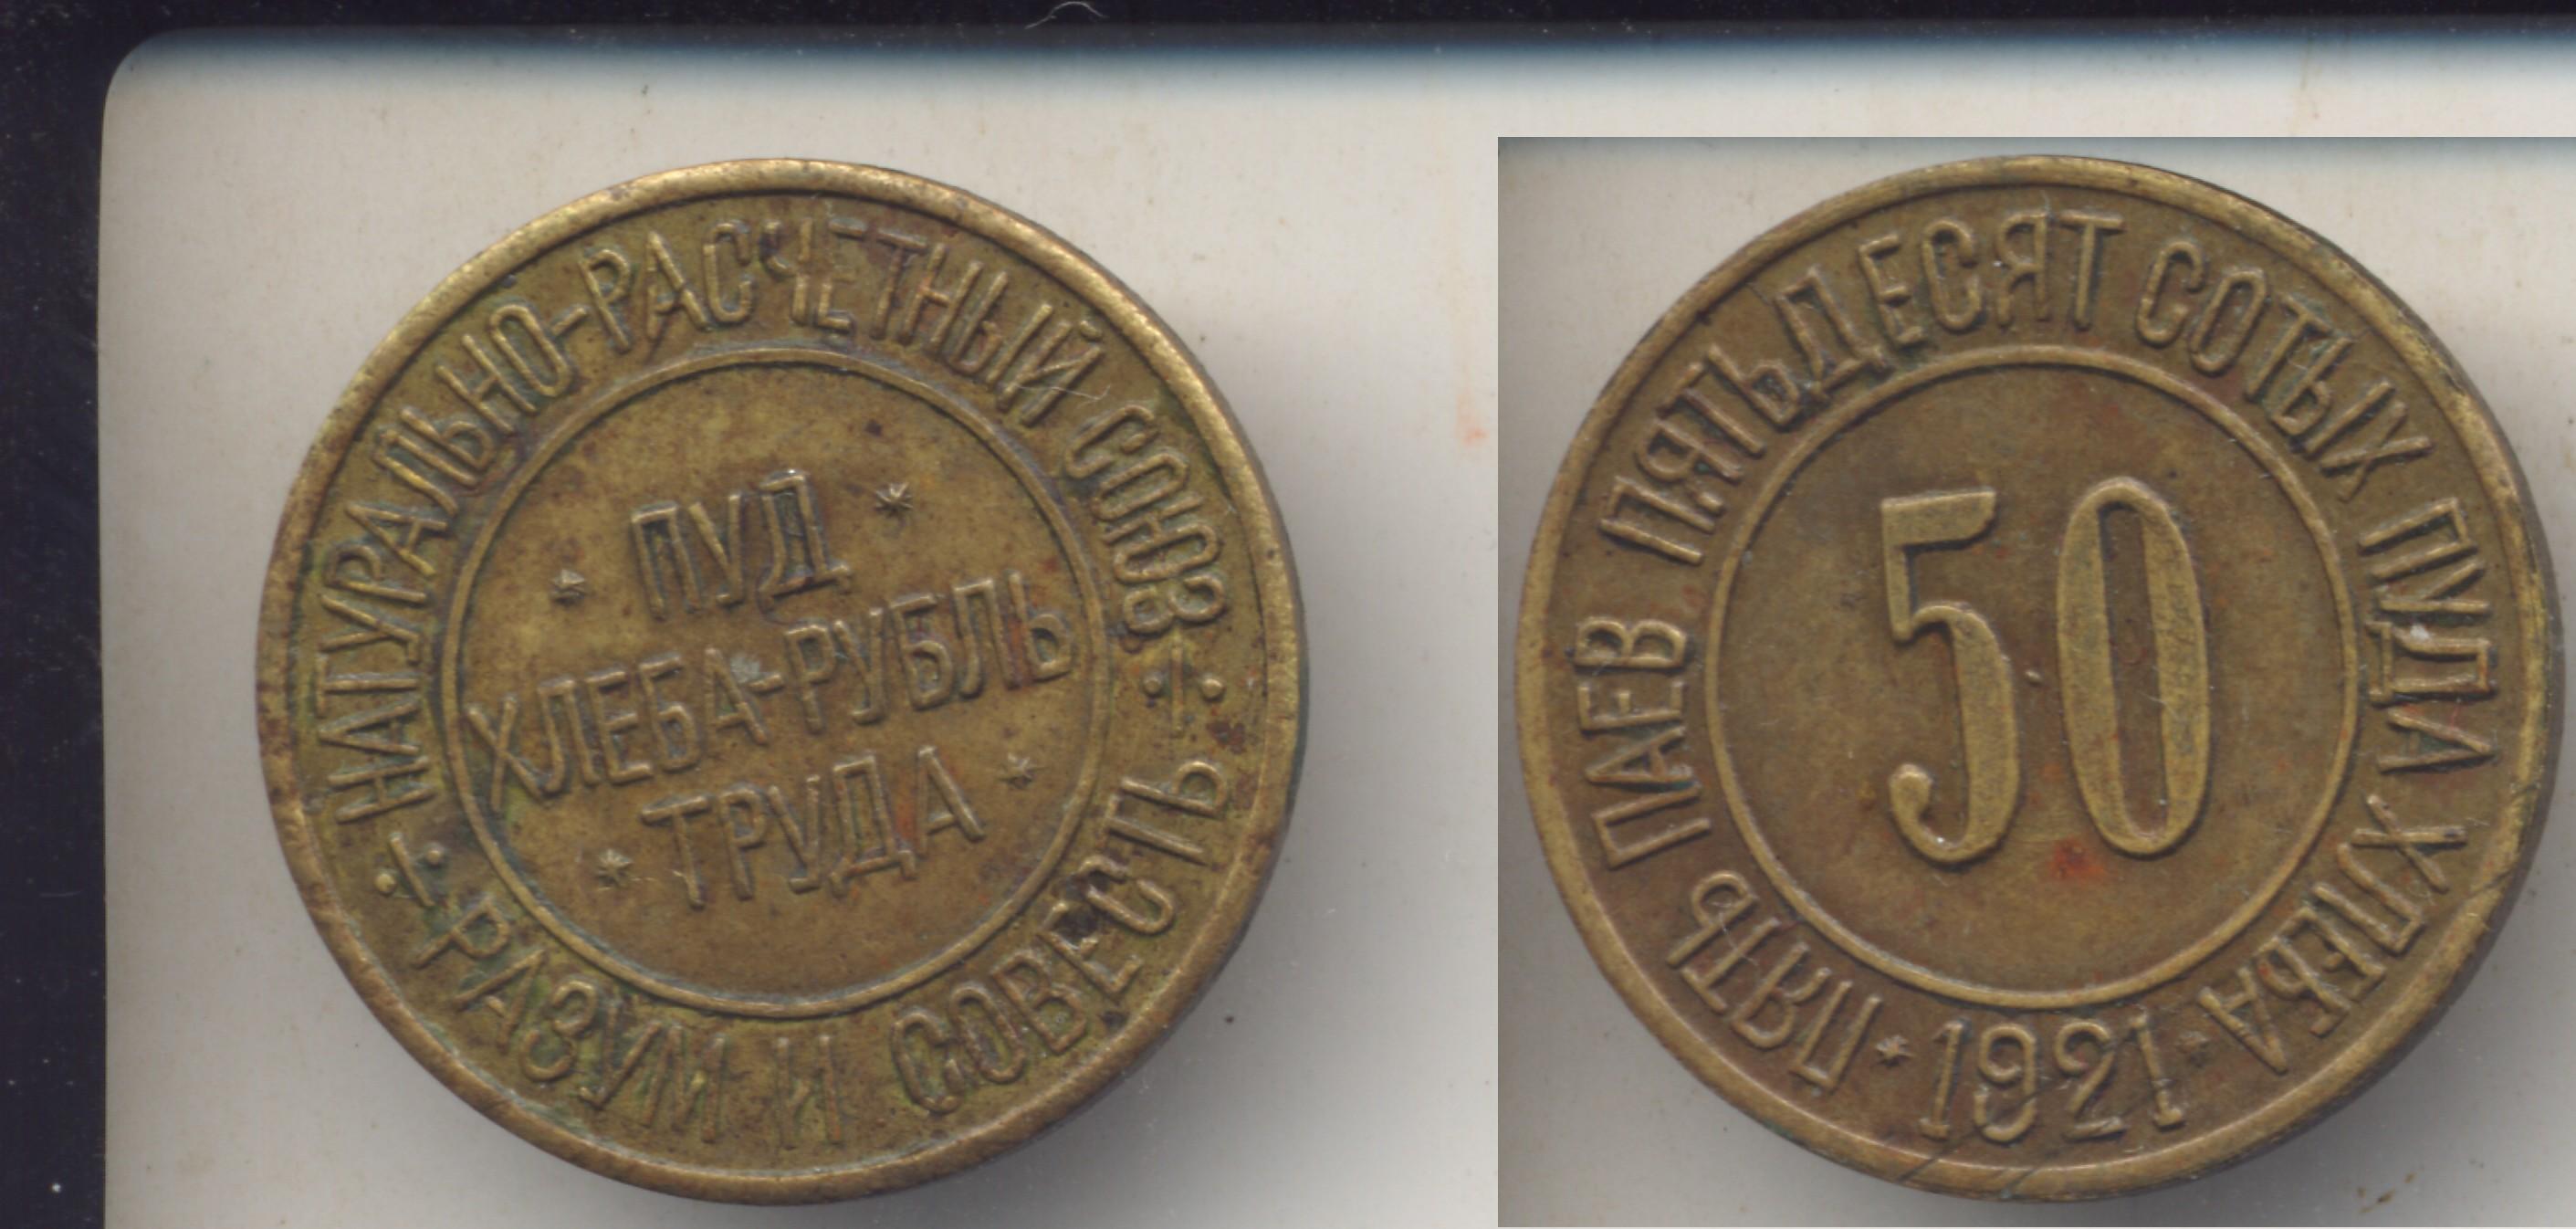 НАТУРАЛЬНО-РАСЧЕТНЫЙ СОЮЗ
ПУД
ХЛЕБА-РУБЛЬ
ТРУДА
РАЗУМ И СОВЕСТЬ
ПЯТЬ ПАЕВ ПЯТЬДЕСЯТ СОТЫХ ПУДА ХЛЕБА
50
1921